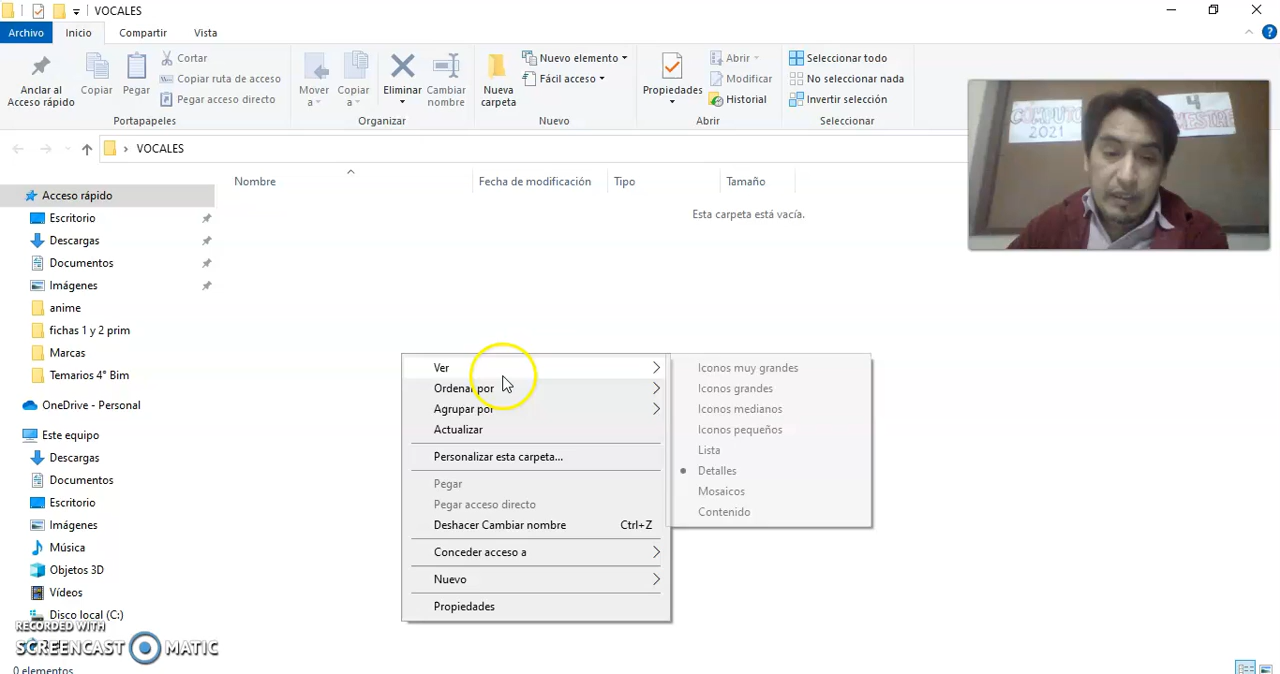 VOCALES
Archivo
Inicio
Compartir
Vista
Anclar al
Acceso rápido
Copiar
Pegar
Cortar
Copiar ruta de acceso
Pegar acceso directo
Portapapeles
Mover
a
Copiar
a
Eliminar
Cambiar
nombre
Organizar
Nueva
carpeta
Nuevo elemento
Fácil acceso
Nuevo
Propiedades
Abrir
Modificar
Historial
Abrir
Seleccionar todo
No seleccionar nada
Invertir selección
Seleccionar
VOCALES
Nombre
Fecha de modificación
Tipo
Tamaño
Esta carpeta está vacía.
COMPUTO
2021
4
Acceso rápido
Escritorio
Descargas
Documentos
Imágenes
anime
fichas 1 y 2 prim
Marcas
Temarios 4° Bim
OneDrive - Personal
Este equipo
Descargas
Documentos
Escritorio
Imágenes
Música
Objetos 3D
Vídeos
Disco local (C:)
Ver
Ordenar por
Agrupar por
Actualizar
Personalizar esta carpeta...
Pegar
Pegar acceso directo
Deshacer Cambiar nombre Ctrl+Z
Conceder acceso a
Nuevo
Propiedades
Iconos muy grandes
Iconos grandes
Iconos medianos
Iconos pequeños
Lista
Detalles
Mosaicos
Contenido
RECORDED WITH
SCREENCAST MATIC
0 elementos